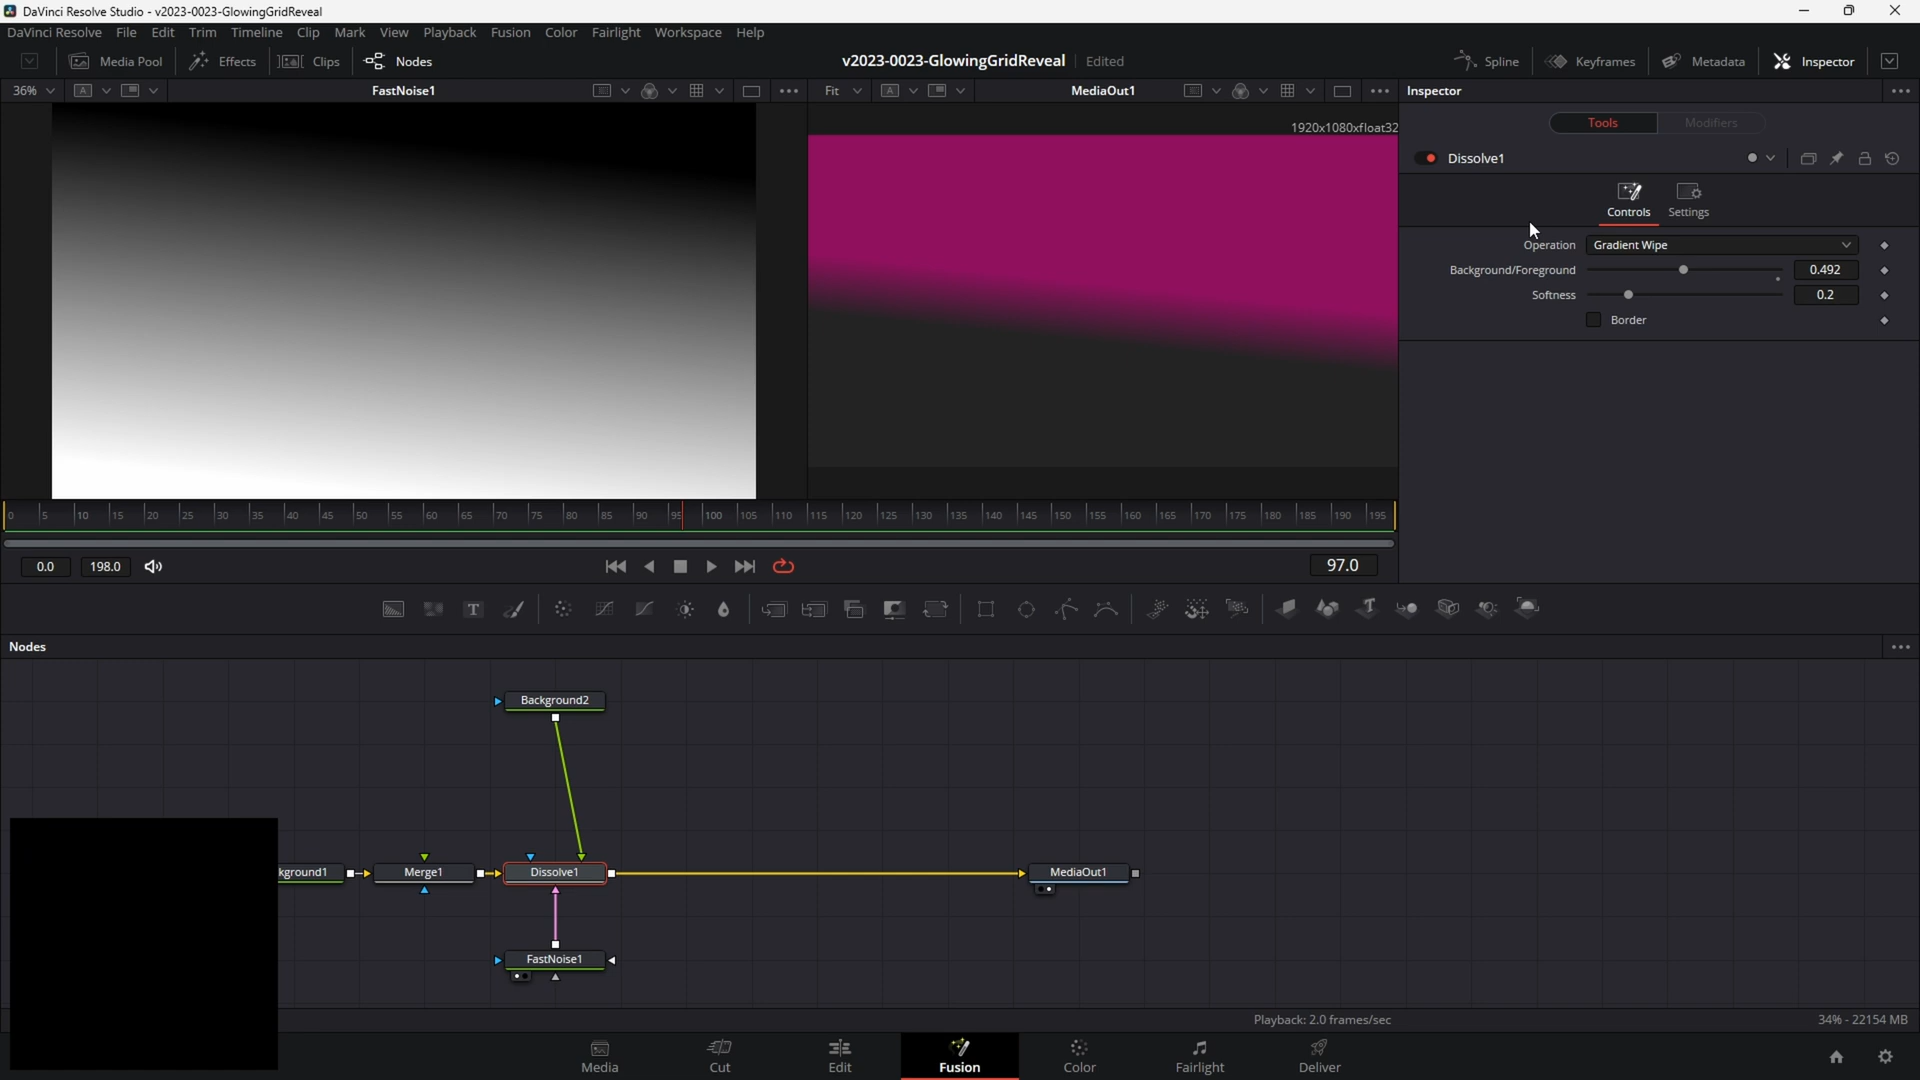 DaVinci Resolve Studio - v2023-0023-GlowingGridReveal
DaVinci Resolve File Edit Trim Timeline Clip Mark View Playback Fusion Color Fairlight Workspace Help
Media Pool Effects Clips Nodes v2023-0023-GlowingGridReveal Edited Spline Keyframes Metadata Inspector
36% A FastNoise1 Fit A MediaOut1 Inspector
1920x1080xfloat32
Tools Modifiers
Dissolve1
Controls Settings
Operation Gradient Wipe
Background/Foreground 0.492
Softness 0.2
Border
0 5 10 15 20 25 30 35 40 45 50 55 60 65 70 75 80 85 90 95 100 105 110 115 120 125 130 135 140 145 150 155 160 165 170 175 180 185 190 195
0.0 198.0 97.0
T T
Nodes
Background2
kground1 Merge1 Dissolve1 MediaOut1
FastNoise1
Playback: 2.0 frames/sec 34% - 22154 MB
Media Cut Edit Fusion Color Fairlight Deliver